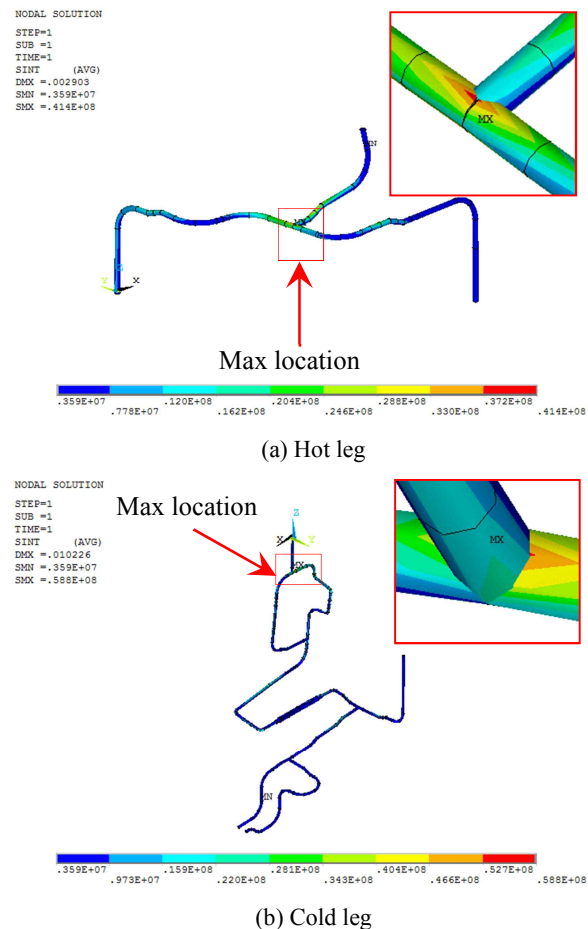 NODAL SOLUTION
STEP=1
SUB =1
TIME=1
SINT (AVG)
DMX =.002903
SMN =.359E+07
SMX =.414E+08
MX
MN
MX
Z
Y X
Max location
.359E+07 .778E+07 .120E+08 .162E+08 .204E+08 .246E+08 .288E+08 .330E+08 .372E+08 .414E+08
(a) Hot leg
NODAL SOLUTION
STEP=1
SUB =1
TIME=1
SINT (AVG)
DMX =.010226
SMN =.359E+07
SMX =.588E+08
Max location
Z
X Y
MX
MX
MN
.359E+07 .973E+07 .159E+08 .220E+08 .281E+08 .343E+08 .404E+08 .466E+08 .527E+08 .588E+08
(b) Cold leg